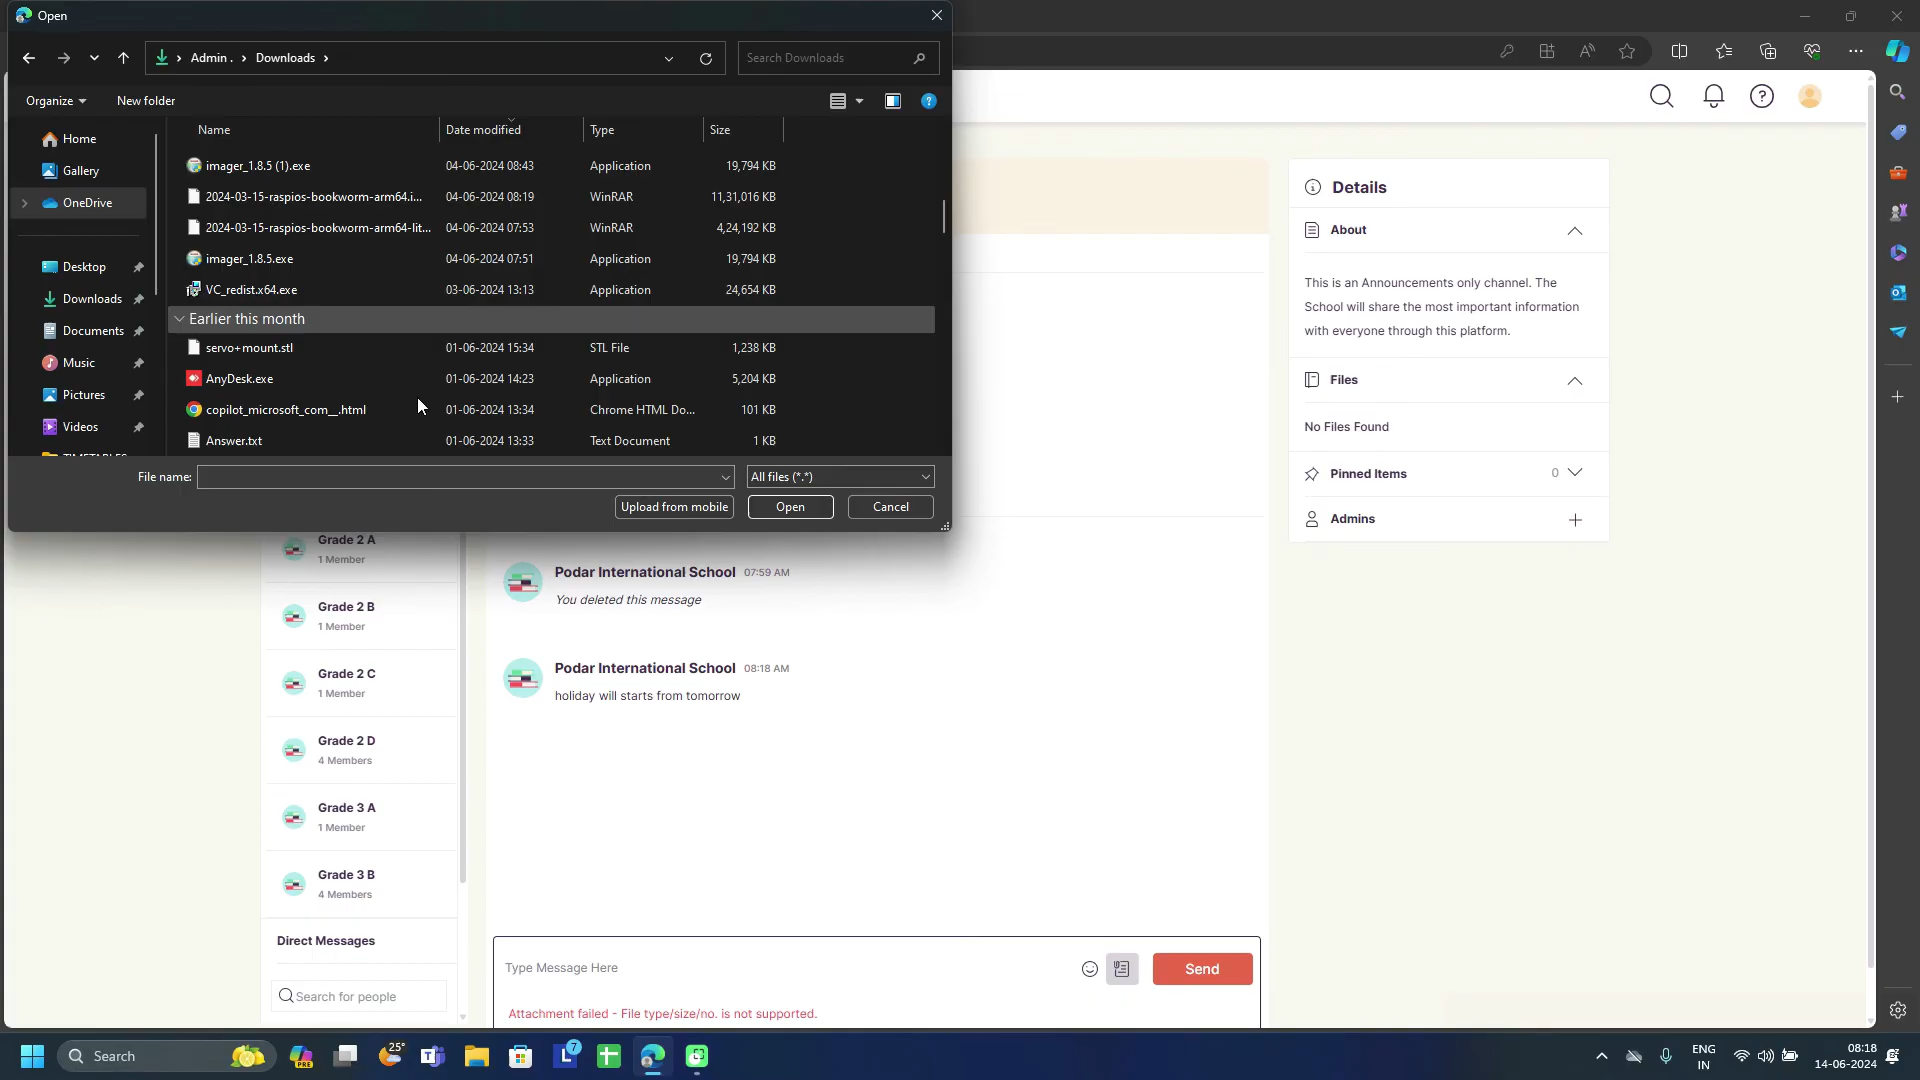 Open
Admin .
Downloads
Search Downloads
Organize
New folder
Home
Gallery
OneDrive
Desktop
Downloads
Documents
Music
Pictures
Videos
Name
Date modified
Type
Size
imager_1.8.5 (1).exe 04-06-2024 08:43 Application 19,794 KB
2024-03-15-raspios-bookworm-arm64.i... 04-06-2024 08:19 WinRAR 11,31,016 KB
2024-03-15-raspios-bookworm-arm64-lit... 04-06-2024 07:53 WinRAR 4,24,192 KB
imager_1.8.5.exe 04-06-2024 07:51 Application 19,794 KB
VC_redist.x64.exe 03-06-2024 13:13 Application 24,654 KB
Earlier this month
servo+mount.stl 01-06-2024 15:34 STL File 1,238 KB
AnyDesk.exe 01-06-2024 14:23 Application 5,204 KB
copilot_microsoft_com__.html 01-06-2024 13:34 Chrome HTML Do... 101 KB
Answer.txt 01-06-2024 13:33 Text Document 1 KB
File name:
All files (*.*)
Upload from mobile
Open
Cancel
Grade 2 A
1 Member
Grade 2 B
1 Member
Grade 2 C
1 Member
Grade 2 D
4 Members
Grade 3 A
1 Member
Grade 3 B
4 Members
Direct Messages
Search for people
Podar International School 07:59 AM
You deleted this message
Podar International School 08:18 AM
holiday will starts from tomorrow
Type Message Here
Send
Attachment failed - File type/size/no. is not supported.
Details
About
This is an Announcements only channel. The
School will share the most important information
with everyone through this platform.
Files
No Files Found
Pinned Items 0
Admins
Search
PRE
25°
7
ENG
IN
08:18
14-06-2024